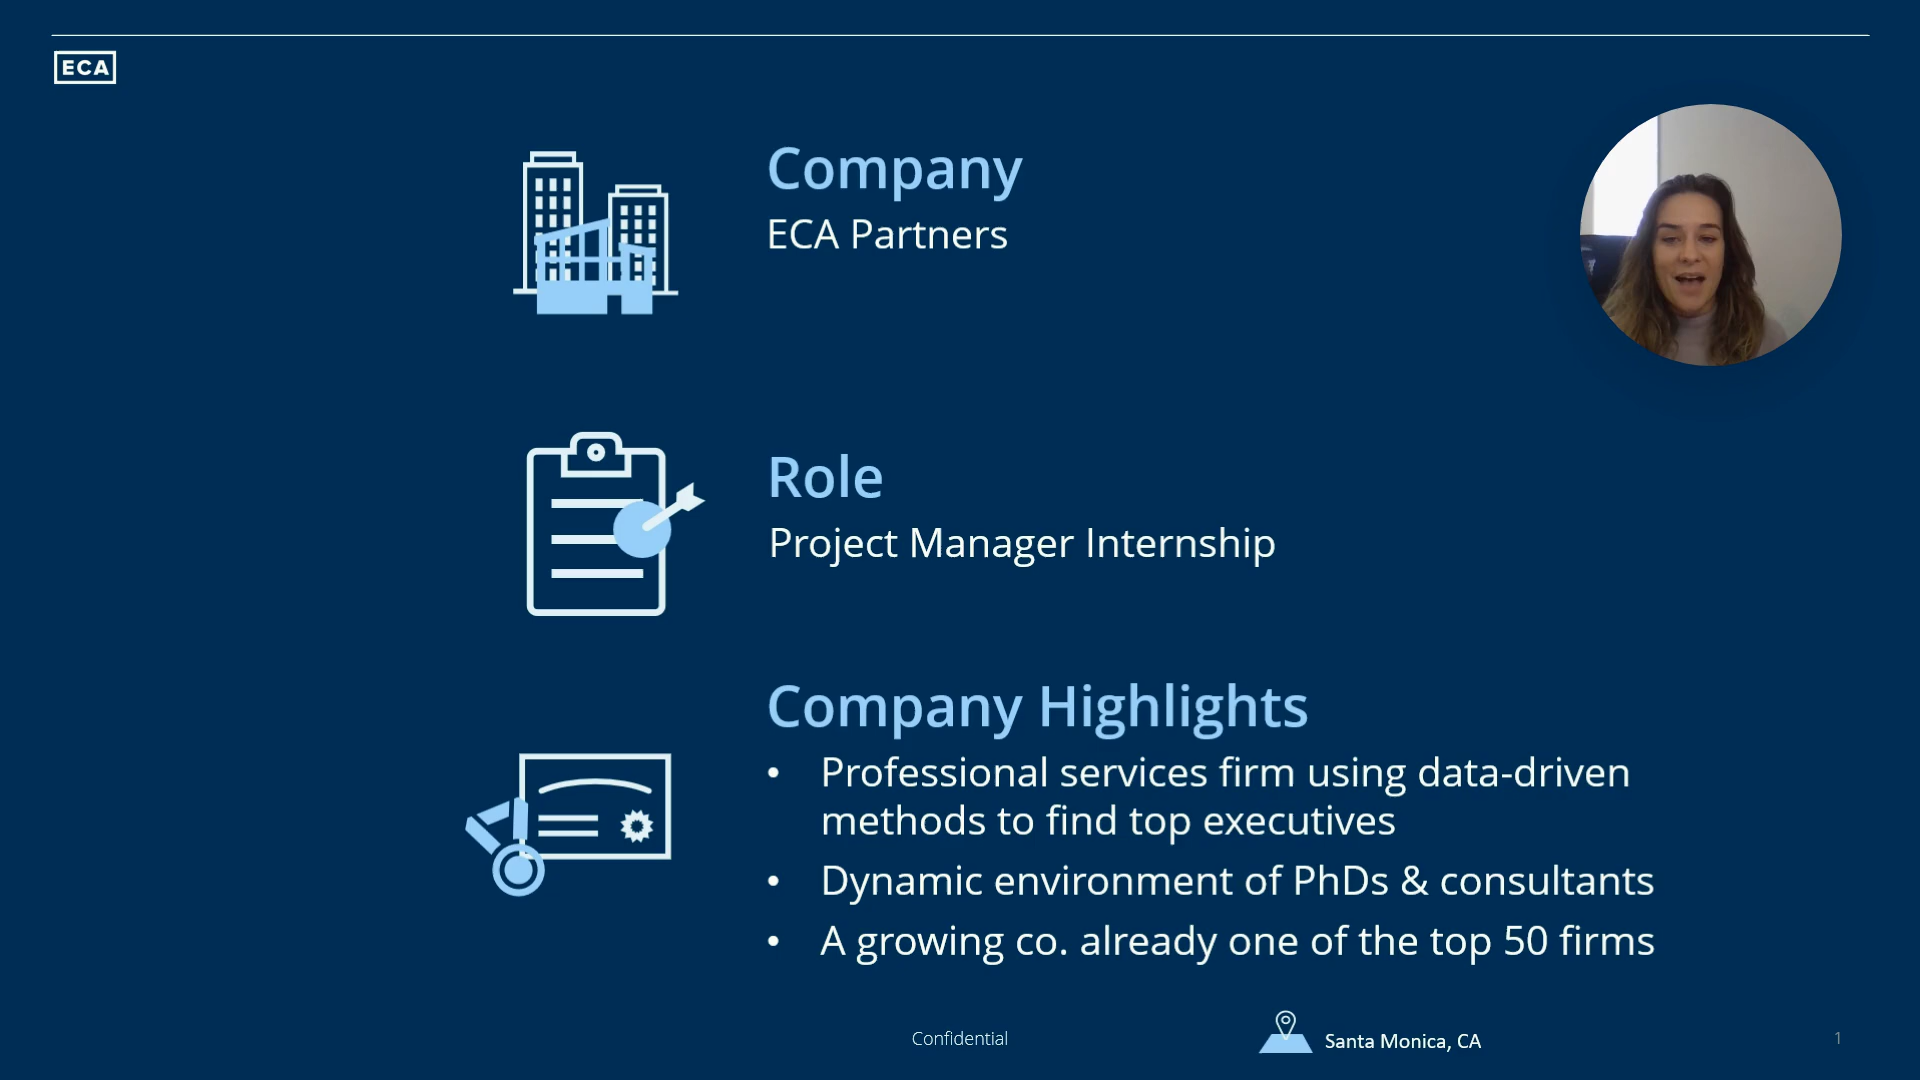 ECA
Company
ECA Partners
Role
Project Manager Internship
Company Highlights
• Professional services firm using data-driven
methods to find top executives
• Dynamic environment of PhDs & consultants
• A growing co. already one of the top 50 firms
Confidential
Santa Monica, CA
1